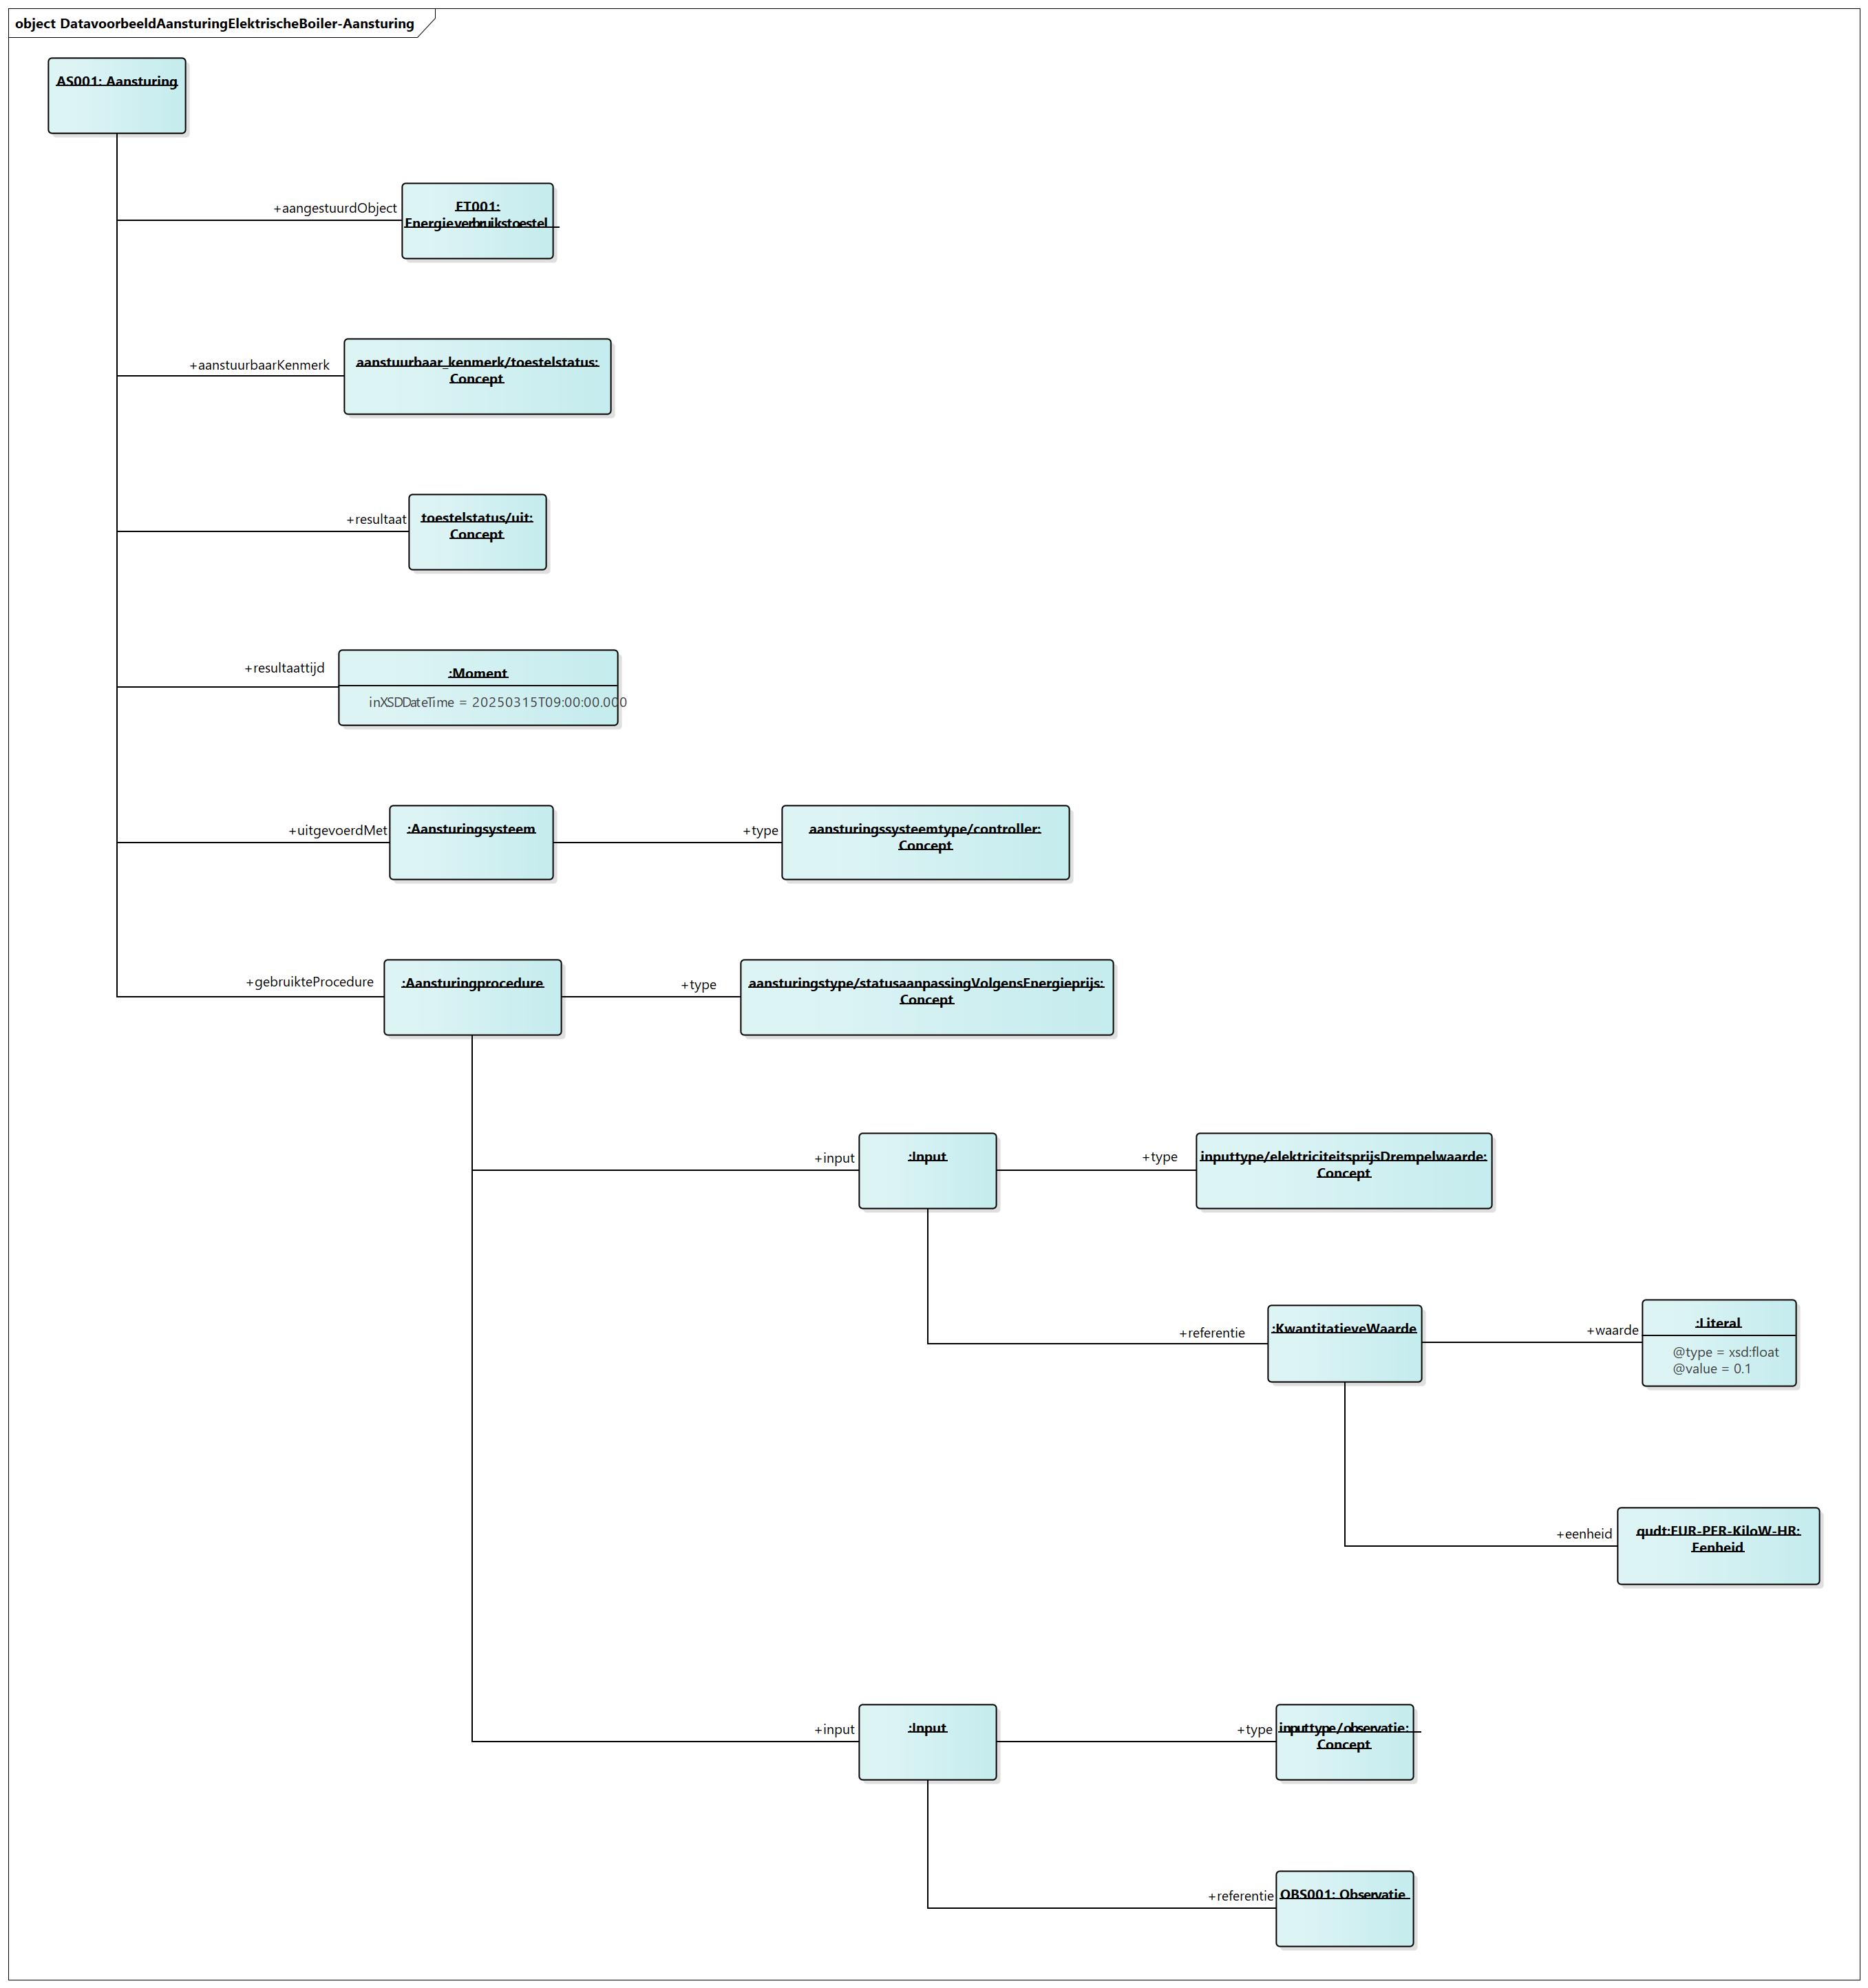 object DatavoorbeeldAansturingElektrischeBoiler-Aansturing
AS001: Aansturing
+aangestuurdObject
ET001:
Energieverbruikstoestel
+aanstuurbaarKenmerk
aanstuurbaar_kenmerk/toestelstatus:
Concept
+resultaat
toestelstatus/uit:
Concept
+resultaattijd
:Moment
inXSDDateTime = 20250315T09:00:00.000
+uitgevoerdMet
:Aansturingsysteem
+type
aansturingssysteemtype/controller:
Concept
+gebruikteProcedure
:Aansturingprocedure
+type
aansturingstype/statusaanpassingVolgensEnergieprijs:
Concept
+input
:Input
+type
inputtype/elektriciteitsprijsDrempelwaarde:
Concept
+referentie
:KwantitatieveWaarde
+waarde
:Literal
@type = xsd:float
@value = 0.1
+eenheid
qudt:EUR-PER-KiloW-HR:
Eenheid
+input
:Input
+type
inputtype/observatie:
Concept
+referentie
OBS001: Observatie